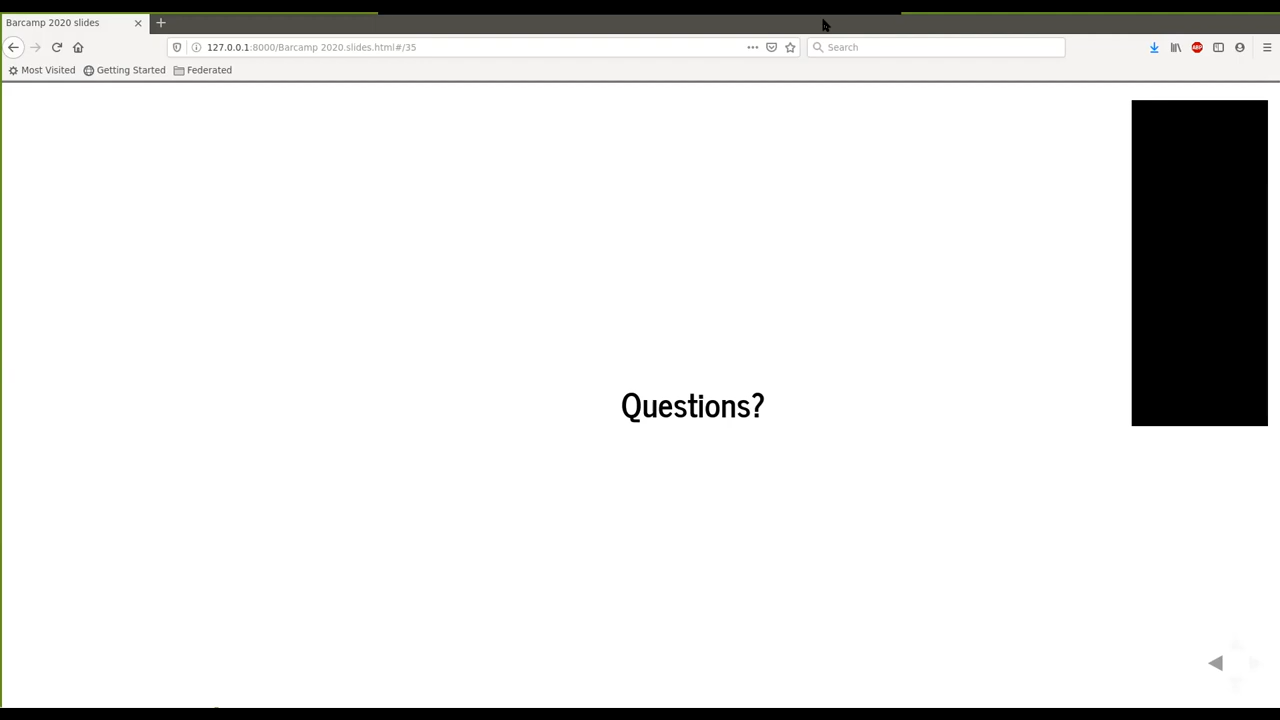 Barcamp 2020 slides
127.0.0.1:8000/Barcamp 2020.slides.html#/35
Search
ABP
Most Visited
Getting Started
Federated
Questions?